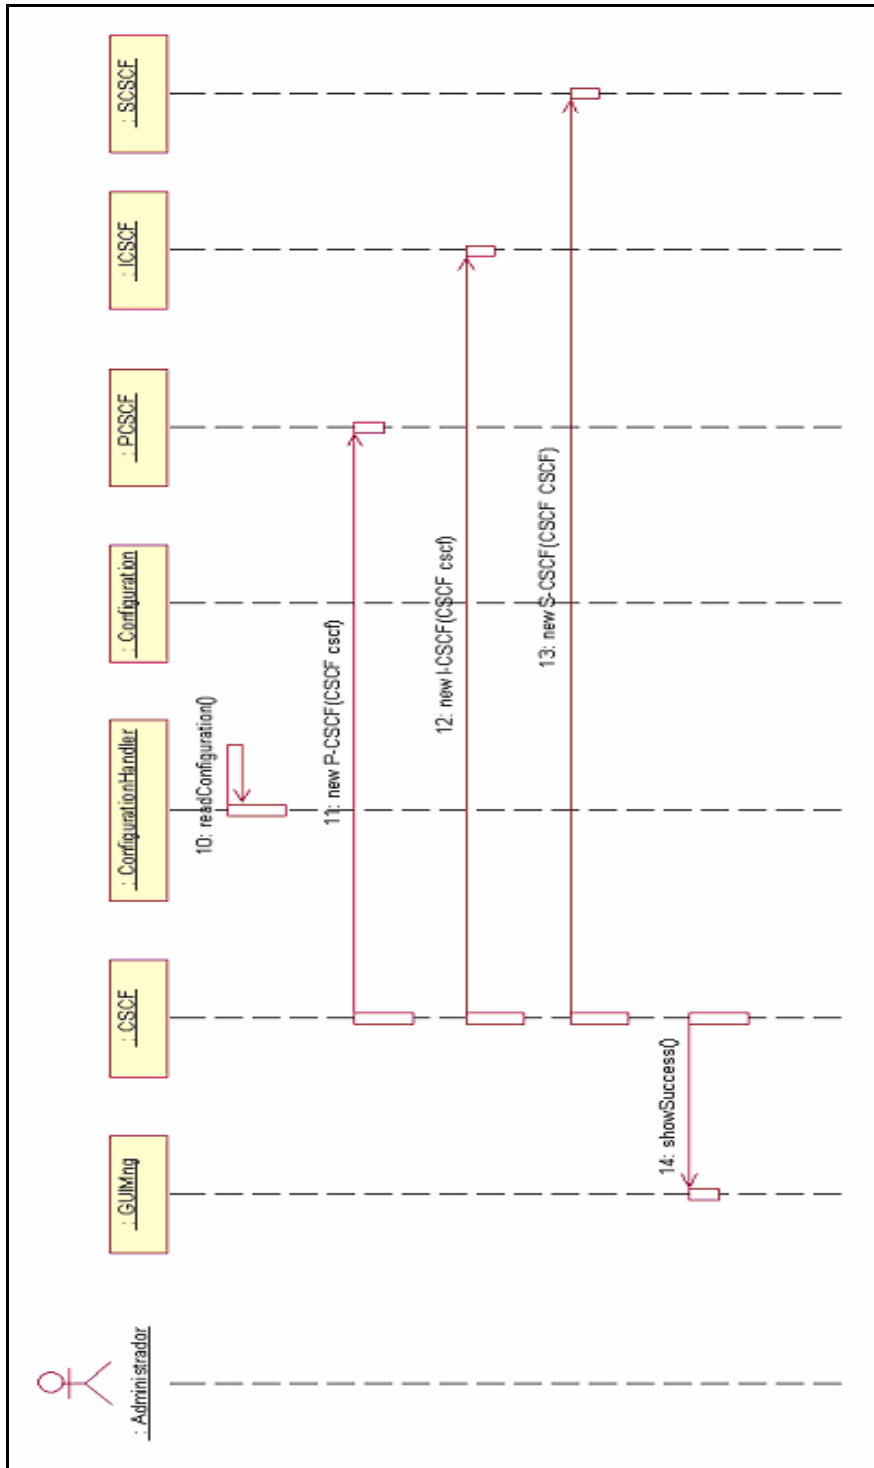 : Administrador
: GUIMng
: CSCF
: ConfigurationHandler
: Configuration
: PCSCF
: ICSCF
: SCSCF
10: readConfiguration()
11: new P-CSCF(CSCF cscf)
12: new I-CSCF(CSCF cscf)
13: new S-CSCF(CSCF CSCF)
14: showSuccess()